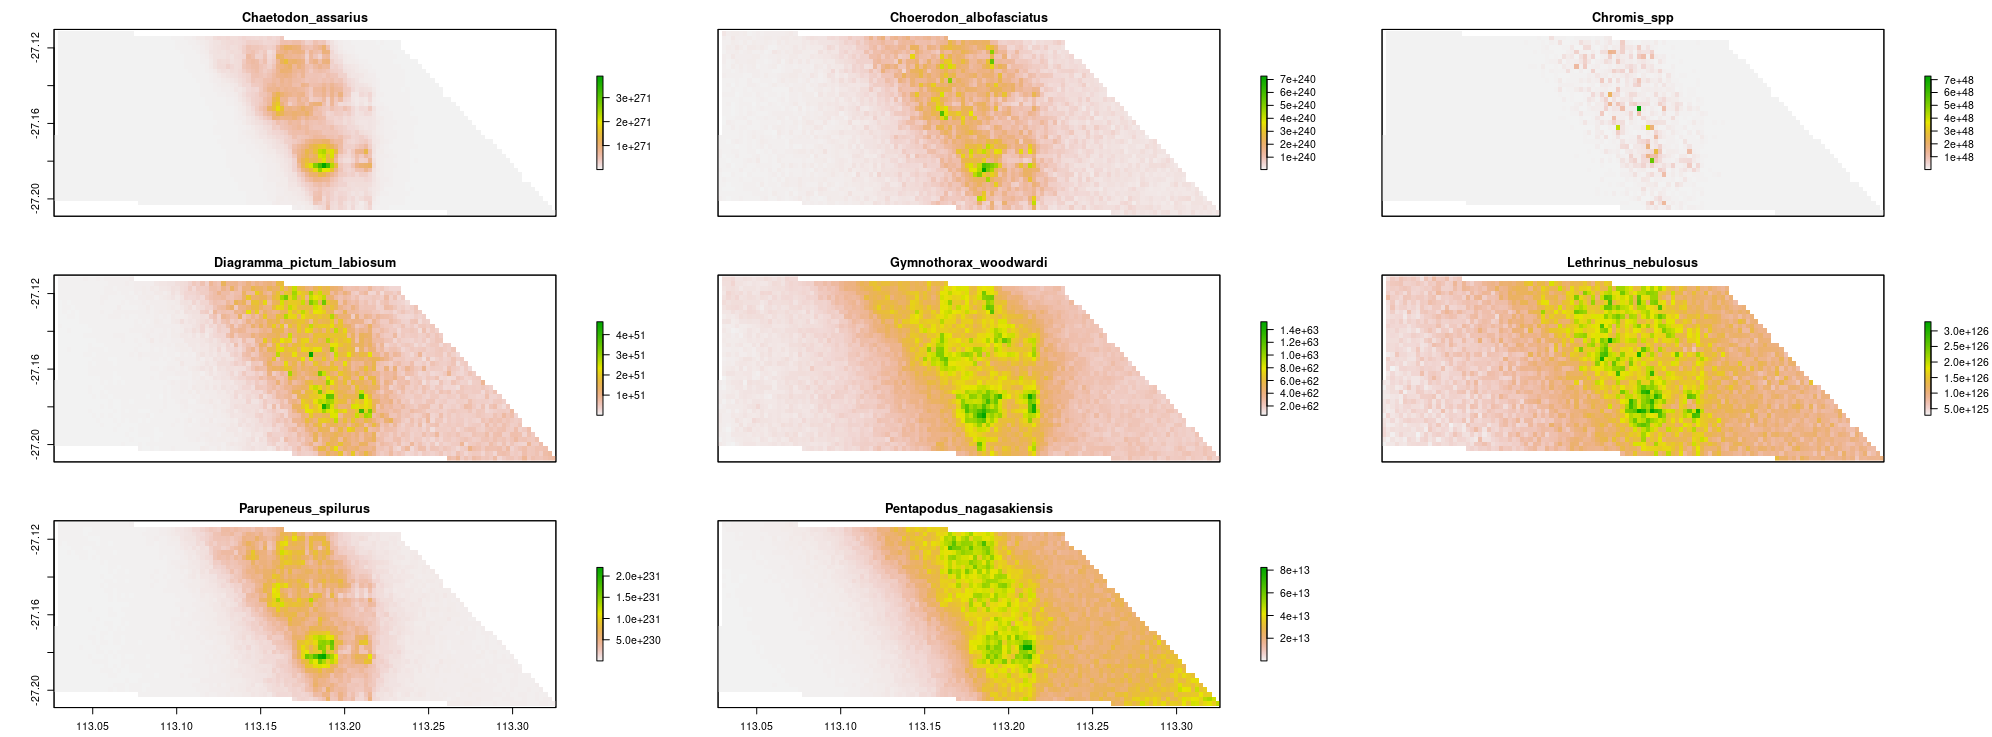 Chaetodon_assarius
-27.12
-27.16
-27.20
3e+271
2e+271
1e+271
Choerodon_albofasciatus
7e+240
6e+240
5e+240
4e+240
3e+240
2e+240
1e+240
Chromis_spp
7e+48
6e+48
5e+48
4e+48
3e+48
2e+48
1e+48
Diagramma_pictum_labiosum
-27.12
-27.16
-27.20
4e+51
3e+51
2e+51
1e+51
Gymnothorax_woodwardi
1.4e+63
1.2e+63
1.0e+63
8.0e+62
6.0e+62
4.0e+62
2.0e+62
Lethrinus_nebulosus
3.0e+126
2.5e+126
2.0e+126
1.5e+126
1.0e+126
5.0e+125
Parupeneus_spilurus
-27.12
-27.16
-27.20
2.0e+231
1.5e+231
1.0e+231
5.0e+230
113.05 113.10 113.15 113.20 113.25 113.30
Pentapodus_nagasakiensis
8e+13
6e+13
4e+13
2e+13
113.05 113.10 113.15 113.20 113.25 113.30